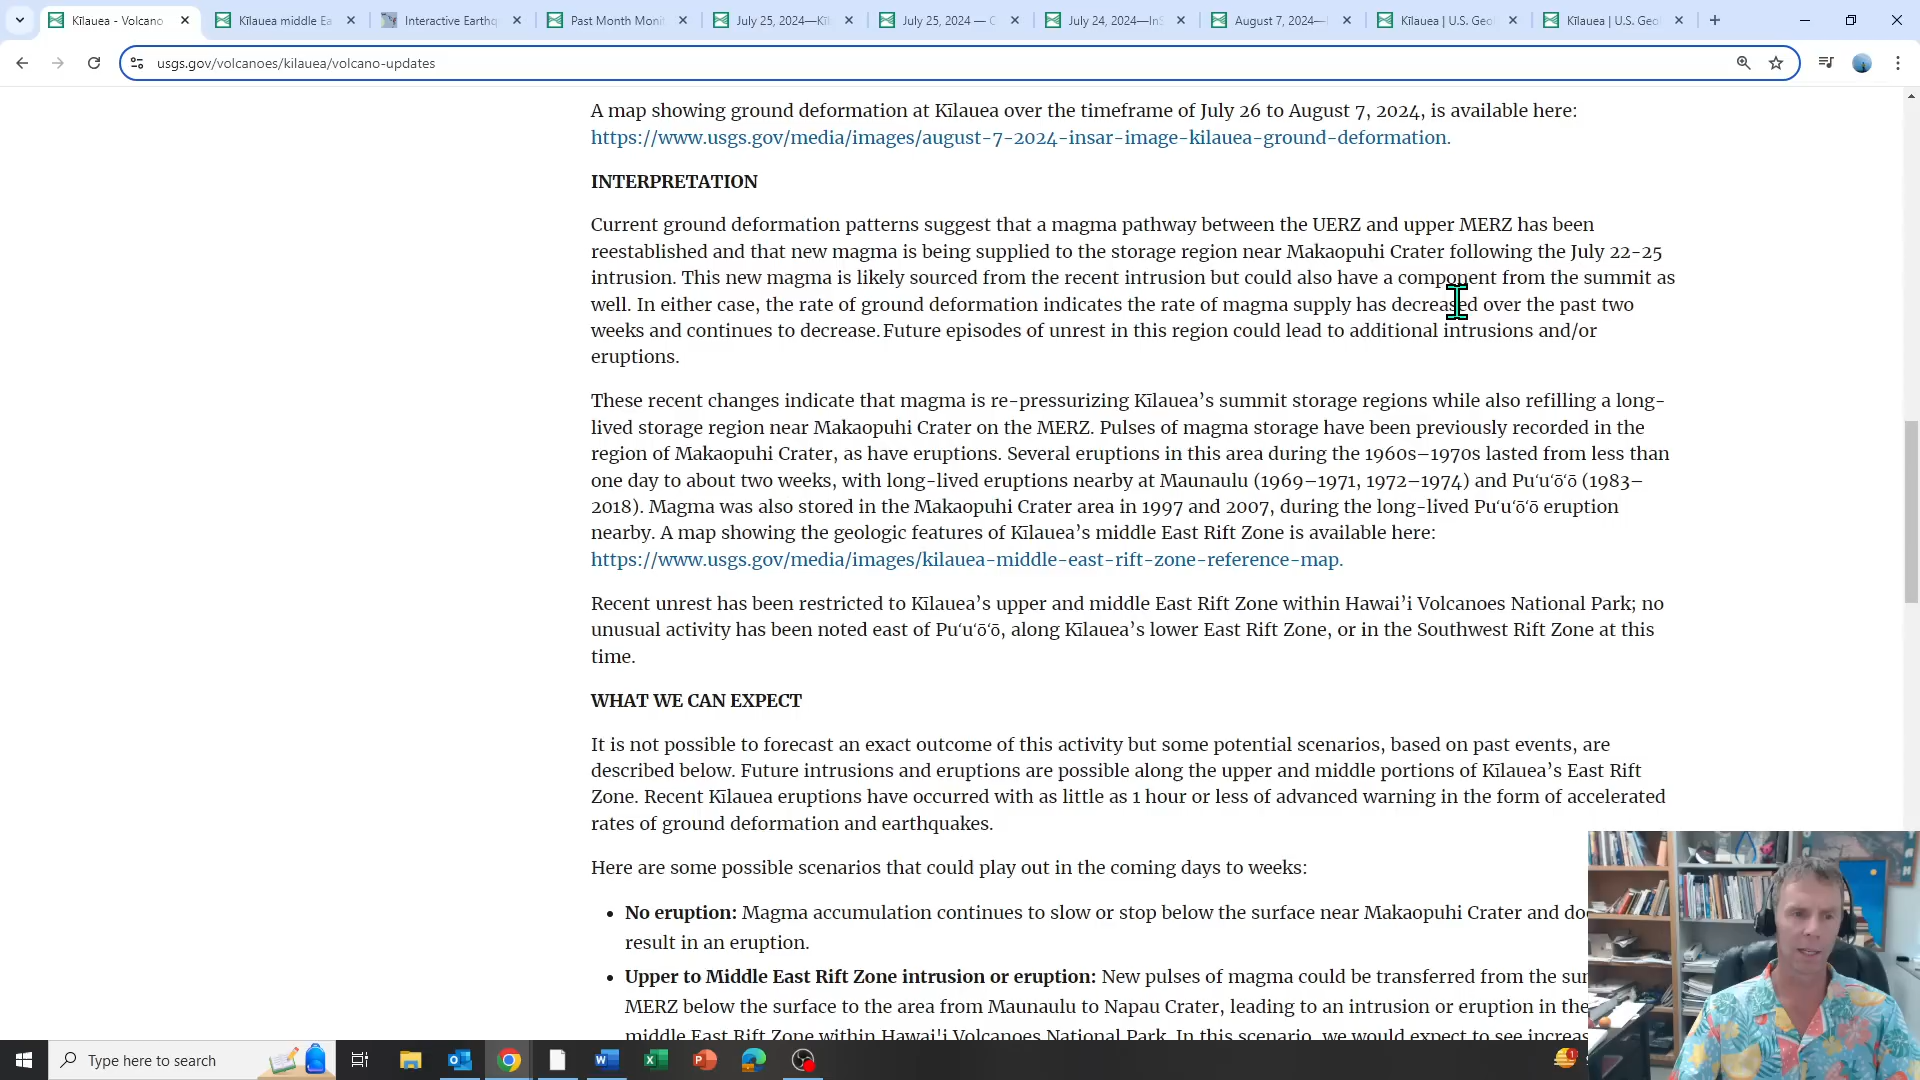 Kīlauea - Volcano
Kīlauea middle Ea
Interactive Earthq
Past Month Moni
July 25, 2024—Kīl
July 25, 2024 — C
July 24, 2024—InS
August 7, 2024—
Kīlauea | U.S. Geo
Kīlauea | U.S. Geo
usgs.gov/volcanoes/kilauea/volcano-updates
A map showing ground deformation at Kīlauea over the timeframe of July 26 to August 7, 2024, is available here:
https://www.usgs.gov/media/images/august-7-2024-insar-image-kilauea-ground-deformation.
INTERPRETATION
Current ground deformation patterns suggest that a magma pathway between the UERZ and upper MERZ has been
reestablished and that new magma is being supplied to the storage region near Makaopuhi Crater following the July 22-25
intrusion. This new magma is likely sourced from the recent intrusion but could also have a component from the summit as
well. In either case, the rate of ground deformation indicates the rate of magma supply has decreased over the past two
weeks and continues to decrease. Future episodes of unrest in this region could lead to additional intrusions and/or
eruptions.
These recent changes indicate that magma is re-pressurizing Kīlauea’s summit storage regions while also refilling a long-
lived storage region near Makaopuhi Crater on the MERZ. Pulses of magma storage have been previously recorded in the
region of Makaopuhi Crater, as have eruptions. Several eruptions in this area during the 1960s–1970s lasted from less than
one day to about two weeks, with long-lived eruptions nearby at Maunaulu (1969–1971, 1972–1974) and Puʻuʻōʻō (1983–
2018). Magma was also stored in the Makaopuhi Crater area in 1997 and 2007, during the long-lived Puʻuʻōʻō eruption
nearby. A map showing the geologic features of Kīlauea’s middle East Rift Zone is available here:
https://www.usgs.gov/media/images/kilauea-middle-east-rift-zone-reference-map.
Recent unrest has been restricted to Kīlauea’s upper and middle East Rift Zone within Hawaiʻi Volcanoes National Park; no
unusual activity has been noted east of Puʻuʻōʻō, along Kīlauea’s lower East Rift Zone, or in the Southwest Rift Zone at this
time.
WHAT WE CAN EXPECT
It is not possible to forecast an exact outcome of this activity but some potential scenarios, based on past events, are
described below. Future intrusions and eruptions are possible along the upper and middle portions of Kīlauea’s East Rift
Zone. Recent Kīlauea eruptions have occurred with as little as 1 hour or less of advanced warning in the form of accelerated
rates of ground deformation and earthquakes.
Here are some possible scenarios that could play out in the coming days to weeks:
• No eruption: Magma accumulation continues to slow or stop below the surface near Makaopuhi Crater and do
result in an eruption.
• Upper to Middle East Rift Zone intrusion or eruption: New pulses of magma could be transferred from the su
MERZ below the surface to the area from Maunaulu to Napau Crater, leading to an intrusion or eruption in the
middle East Rift Zone within Hawai'i Volcanoes National Park. In this scenario, we would expect to see increas
Type here to search